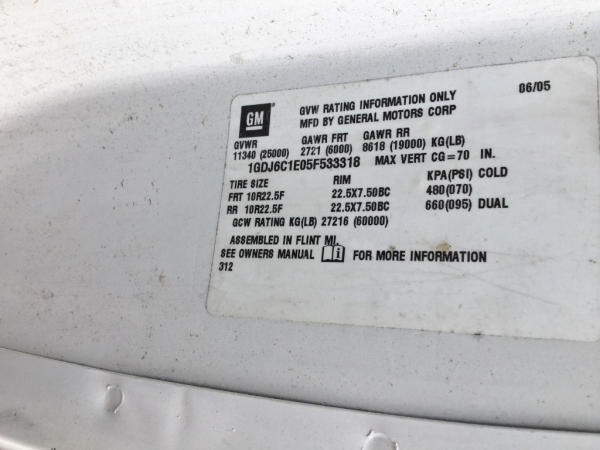 06/05
GM
GVW RATING INFORMATION ONLY
MFD BY GENERAL MOTORS CORP
GVWR GAWR FRT GAWR RR
11340 (25000) 2721 (6000) 8618 (19000) KG(LB)
1GDJ6C1E05F533318 MAX VERT CG=70 IN.
TIRE SIZE RIM KPA(PSI) COLD
FRT 10R22.5F 22.5X7.50BC 480(070)
RR 10R22.5F 22.5X7.50BC 660(095) DUAL
GCW RATING KG(LB) 27216 (60000)
ASSEMBLED IN FLINT MI.
SEE OWNERS MANUAL i FOR MORE INFORMATION
312